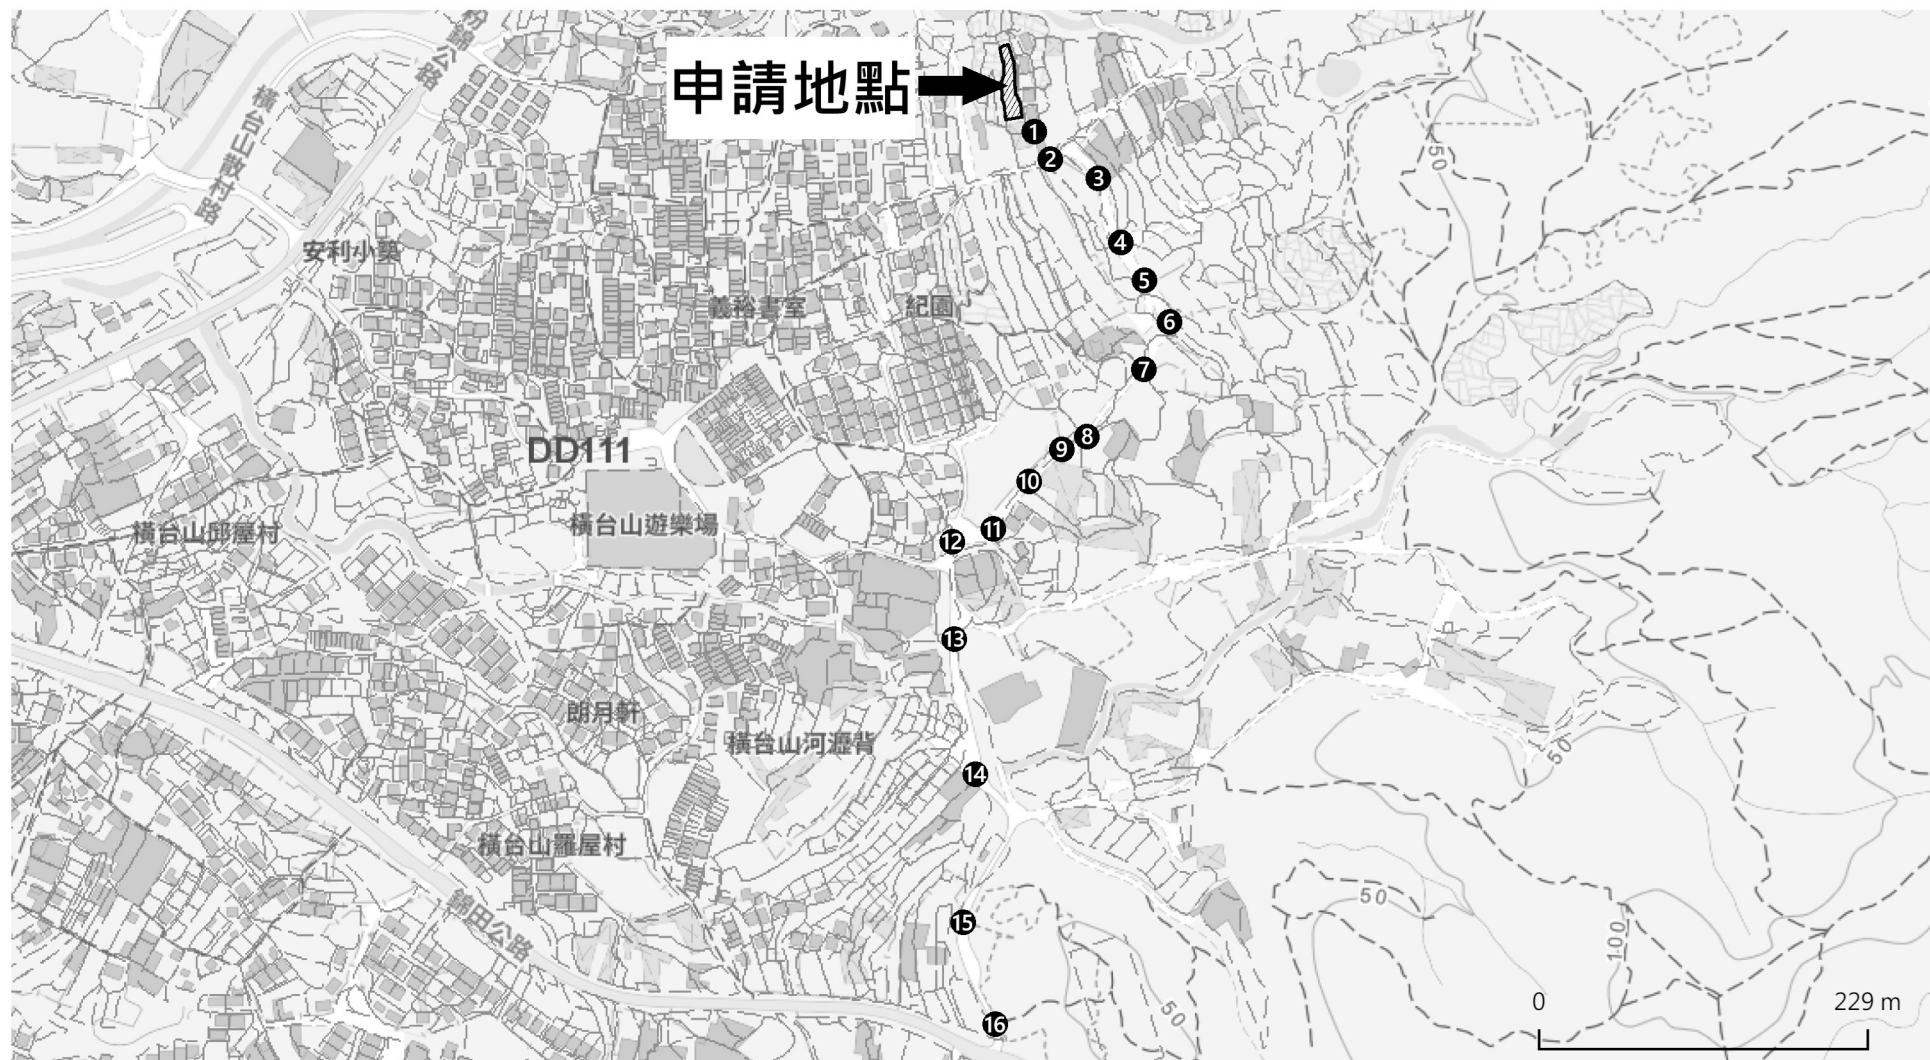 粉錦公路
申請地點
橫台山散村路
1
2
50
3
4
安利小築
5
義裕書室
紀園
6
7
8
DD111
9
10
橫台山遊樂場
11
橫台山邱屋村
12
13
朗月軒
橫台山河瀝背
50
14
橫台山羅屋村
50
錦田公路
15
100
0
229 m
50
16